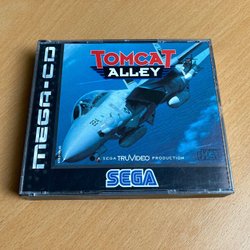 MEGA-CD
TOMCAT
ALLEY
A SEGA TRUVIDEO PRODUCTION
SEGA